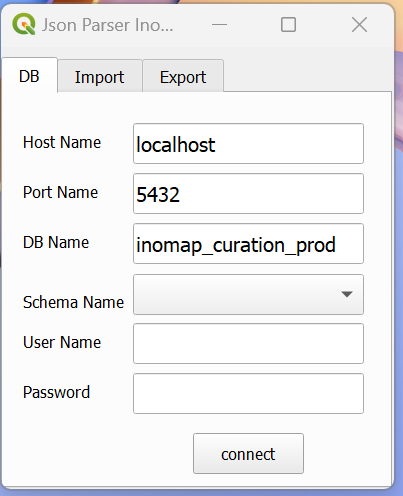 Json Parser Ino...
DB
Import
Export
Host Name
localhost
Port Name
5432
DB Name
inomap_curation_prod
Schema Name
User Name
Password
connect